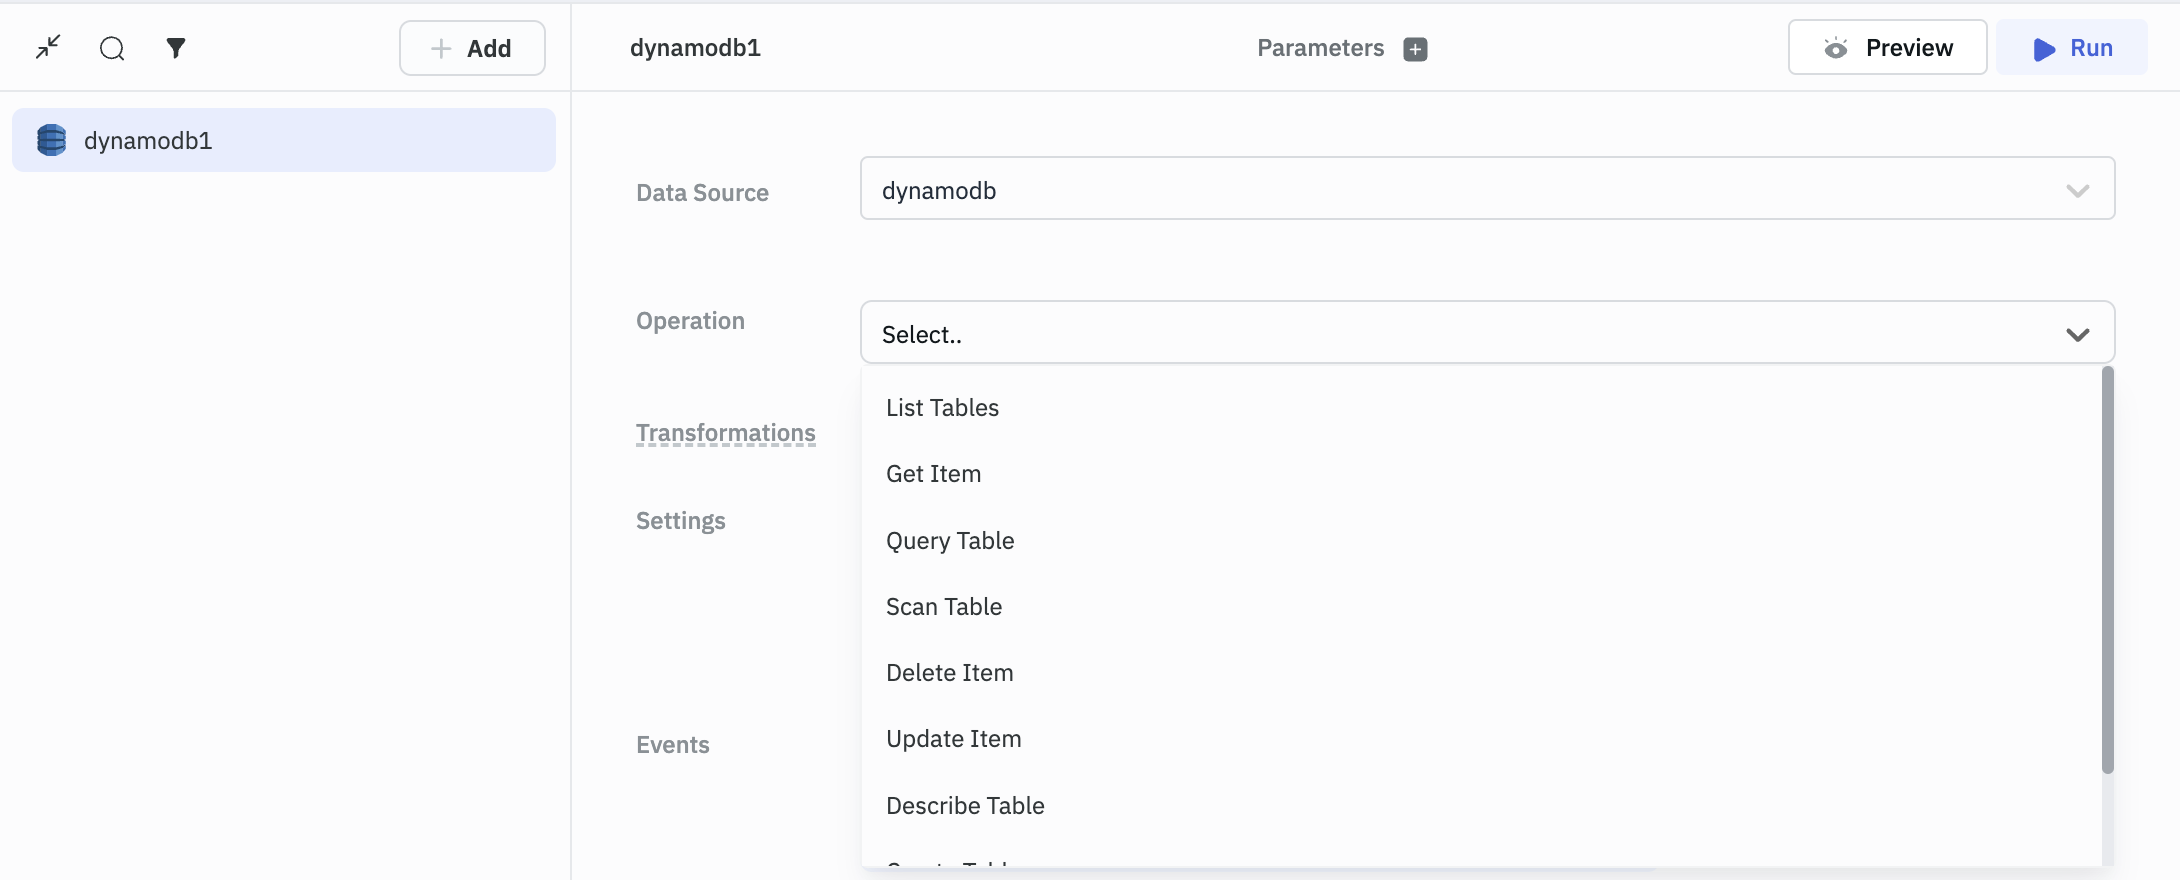 Add
dynamodb1
Parameters
Preview
Run
dynamodb1
Data Source
dynamodb
Operation
Select..
List Tables
Transformations
Get Item
Settings
Query Table
Scan Table
Delete Item
Update Item
Events
Describe Table